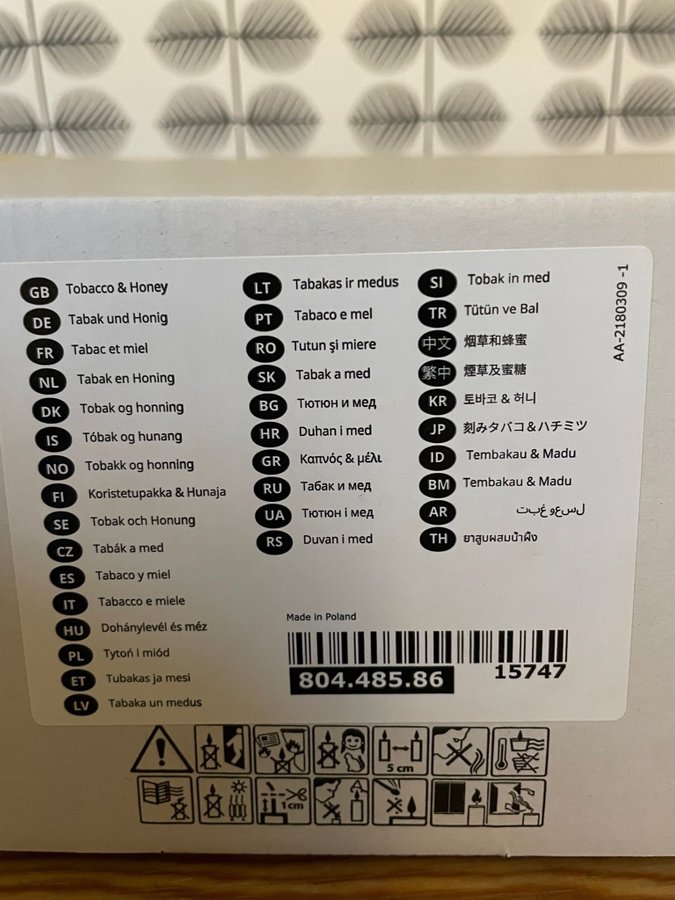 GB Tobacco & Honey
DE Tabak und Honig
FR Tabac et miel
NL Tabak en Honing
DK Tobak og honning
IS Tóbak og hunang
NO Tobakk og honning
FI Koristetupakka & Hunaja
SE Tobak och Honung
CZ Tabák a med
ES Tabaco y miel
IT Tabacco e miele
HU Dohánylevél és méz
PL Tytoń i miód
ET Tubakas ja mesi
LV Tabaka un medus
LT Tabakas ir medus
PT Tabaco e mel
RO Tutun şi miere
SK Tabak a med
BG Тютюн и мед
HR Duhan i med
GR Καπνός & μέλι
RU Табак и мед
UA Тютюн і мед
RS Duvan i med
SI Tobak in med
TR Tütün ve Bal
中文 烟草和蜂蜜
繁中 煙草及蜜糖
KR 토바코 & 허니
JP 刻みタバコ＆ハチミツ
ID Tembakau & Madu
BM Tembakau & Madu
AR لسعو غبت
TH ยาสูบผสมน้ำผึ้ง
AA-2180309 -1
Made in Poland
804.485.86
15747
5 cm
1cm